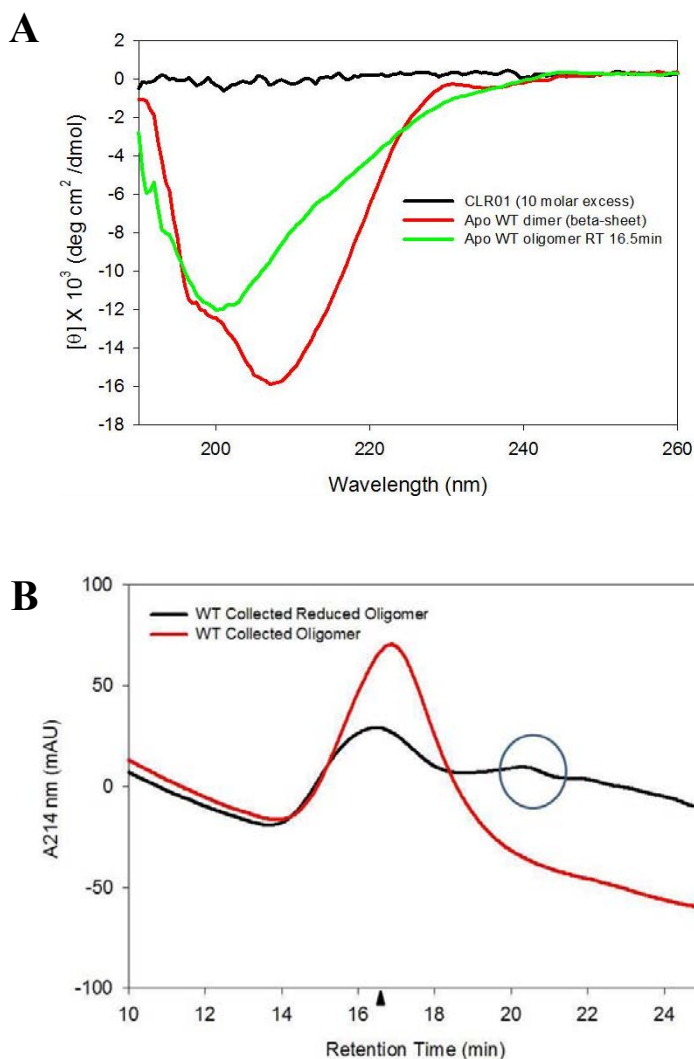 A
2
0
-2
-4
-6
-8
-10
-12
-14
-16
-18
[θ] X 10³ (deg cm² /dmol)
CLR01 (10 molar excess)
Apo WT dimer (beta-sheet)
Apo WT oligomer RT 16.5min
200 220 240 260
Wavelength (nm)
B
100
50
0
-50
-100
A214 nm (mAU)
WT Collected Reduced Oligomer
WT Collected Oligomer
10 12 14 16 18 20 22 24
Retention Time (min)